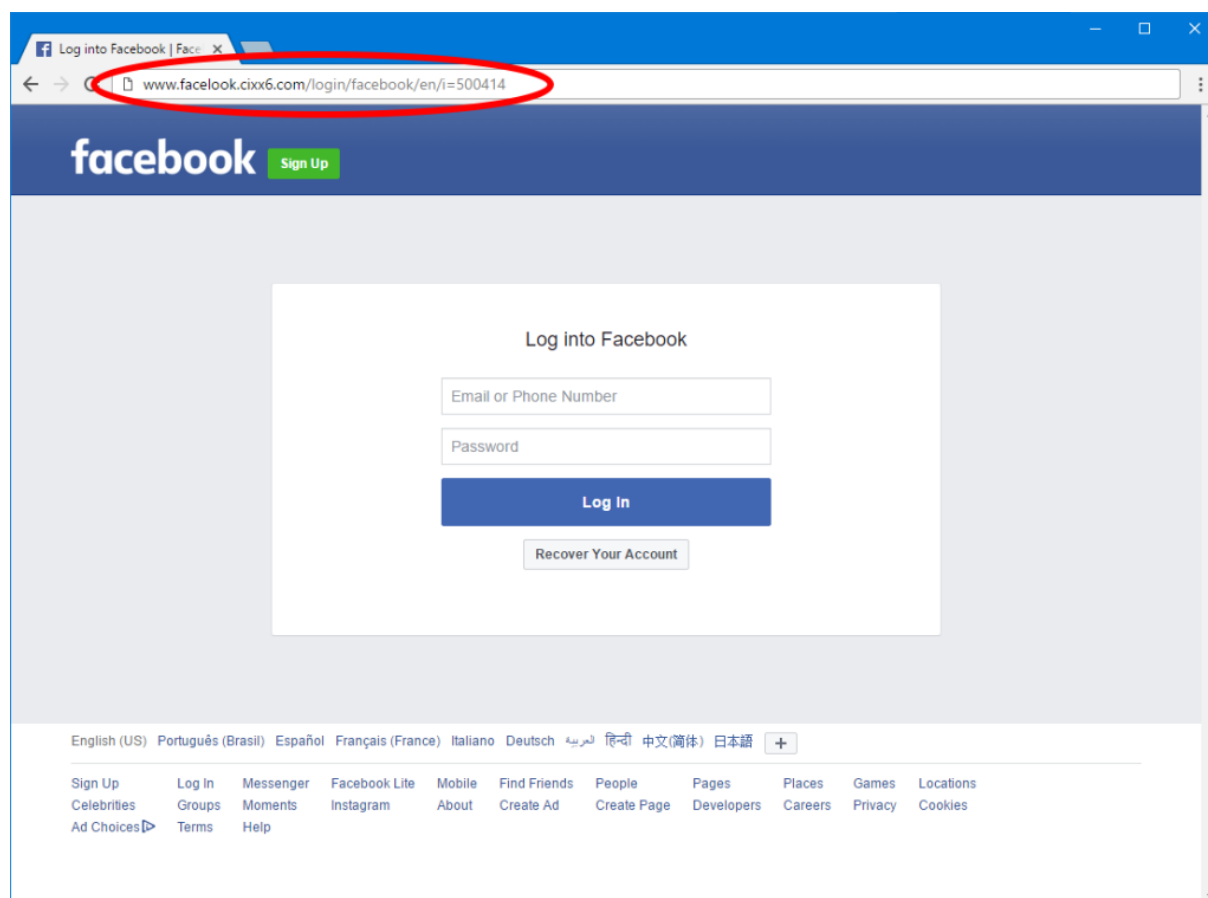 Log into Facebook | Face
www.facelook.cixx6.com/login/facebook/en/i=500414
facebook Sign Up
Log into Facebook
Email or Phone Number
Password
Log In
Recover Your Account
English (US) Português (Brasil) Español Français (France) Italiano Deutsch العربية हिन्दी 中文(简体) 日本語
Sign Up Log In Messenger Facebook Lite Mobile Find Friends People Pages Places Games Locations
Celebrities Groups Moments Instagram About Create Ad Create Page Developers Careers Privacy Cookies
Ad Choices Terms Help